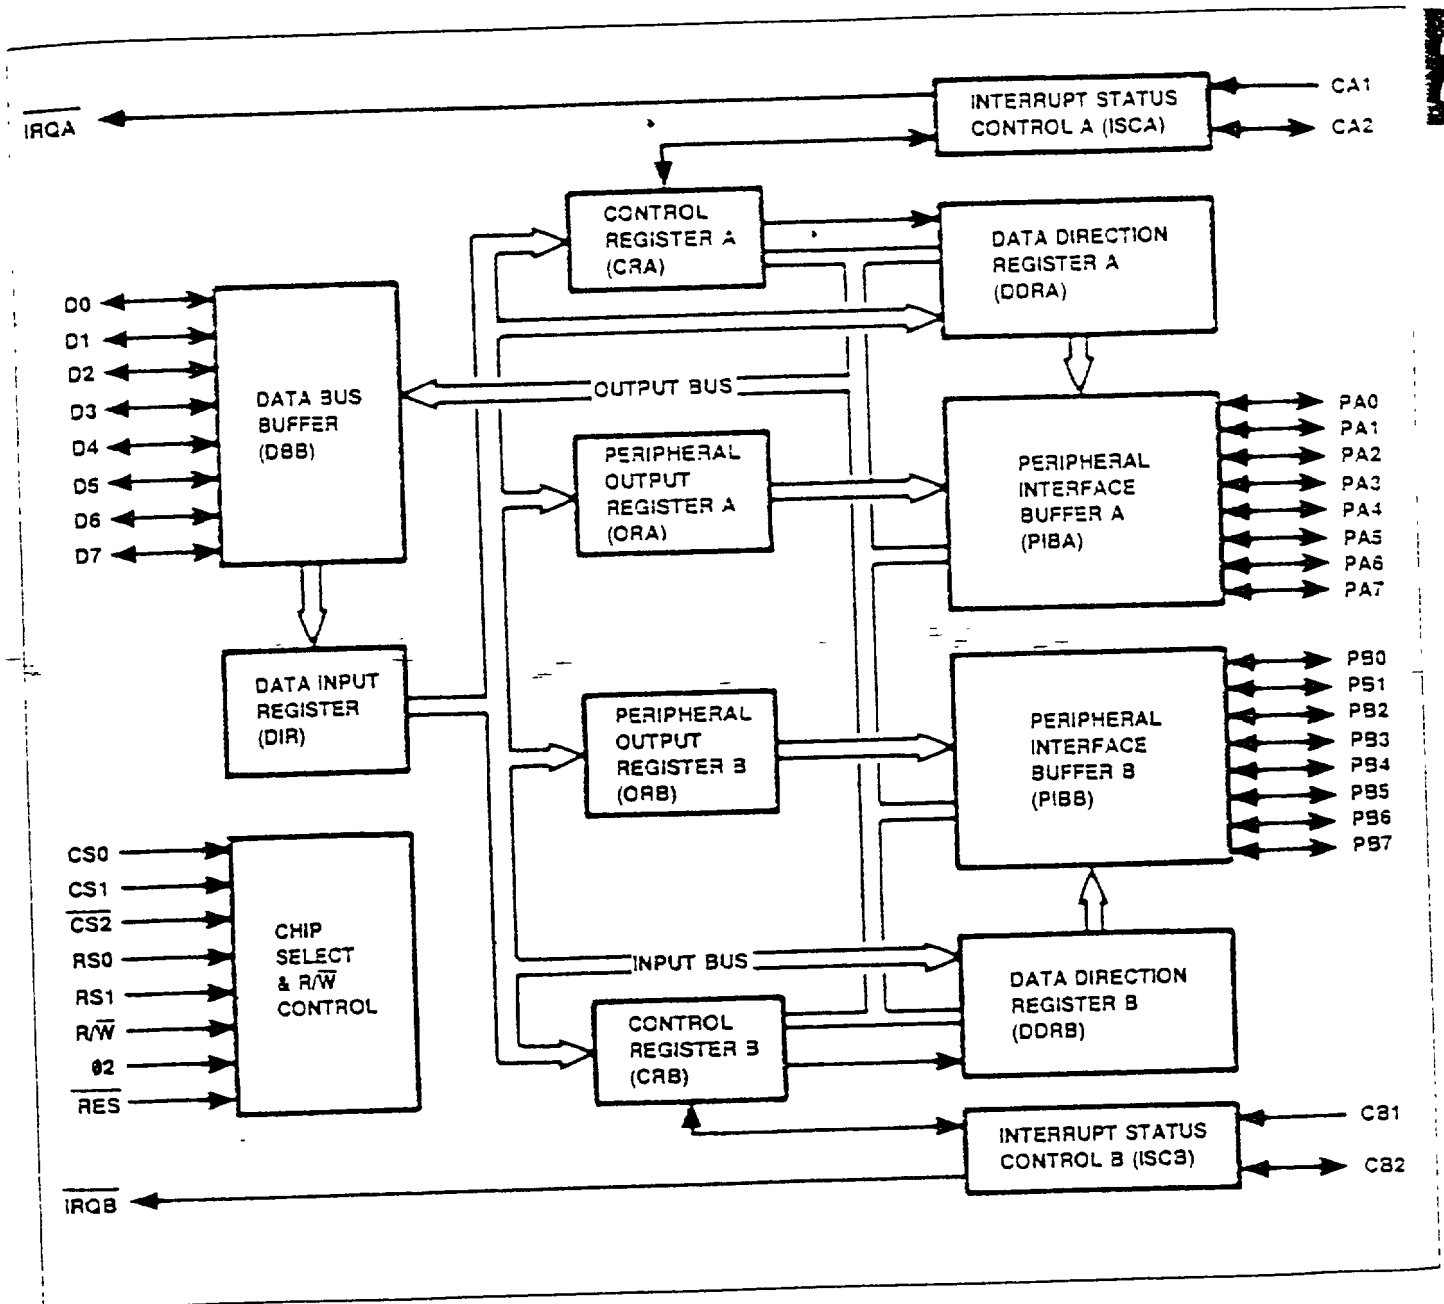 IRQA
INTERRUPT STATUS
CONTROL A (ISCA)
CA1
CA2
CONTROL
REGISTER A
(CRA)
DATA DIRECTION
REGISTER A
(DDRA)
D0
D1
D2
D3
D4
D5
D6
D7
DATA BUS
BUFFER
(DBB)
OUTPUT BUS
PERIPHERAL
OUTPUT
REGISTER A
(ORA)
PERIPHERAL
INTERFACE
BUFFER A
(PIBA)
PA0
PA1
PA2
PA3
PA4
PA5
PA6
PA7
DATA INPUT
REGISTER
(DIR)
PERIPHERAL
OUTPUT
REGISTER B
(ORB)
PERIPHERAL
INTERFACE
BUFFER B
(PIBB)
PB0
PB1
PB2
PB3
PB4
PB5
PB6
PB7
CS0
CS1
CS2
RS0
RS1
R/W
ø2
RES
CHIP
SELECT
& R/W
CONTROL
INPUT BUS
DATA DIRECTION
REGISTER B
(DDRB)
CONTROL
REGISTER B
(CRB)
INTERRUPT STATUS
CONTROL B (ISCB)
CB1
CB2
IRQB